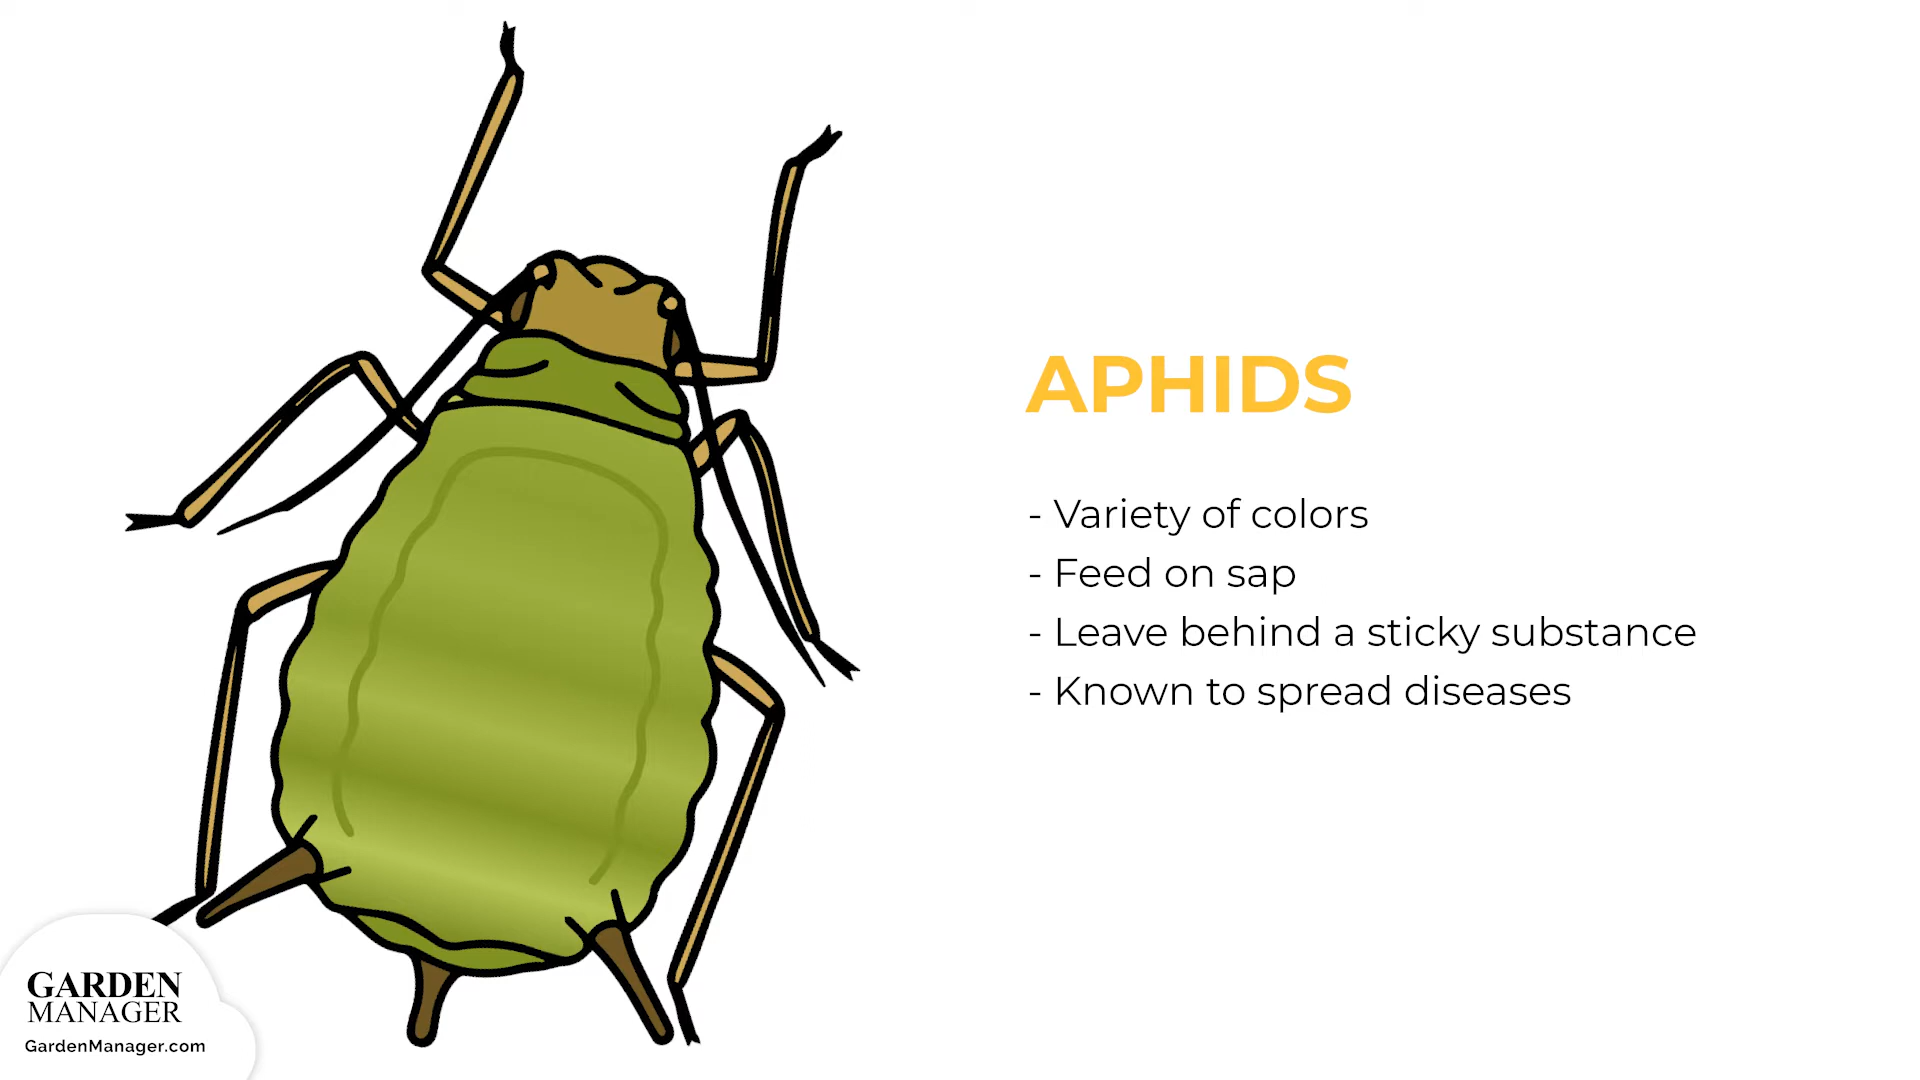 APHIDS
- Variety of colors
- Feed on sap
- Leave behind a sticky substance
- Known to spread diseases
GARDEN
MANAGER
GardenManager.com